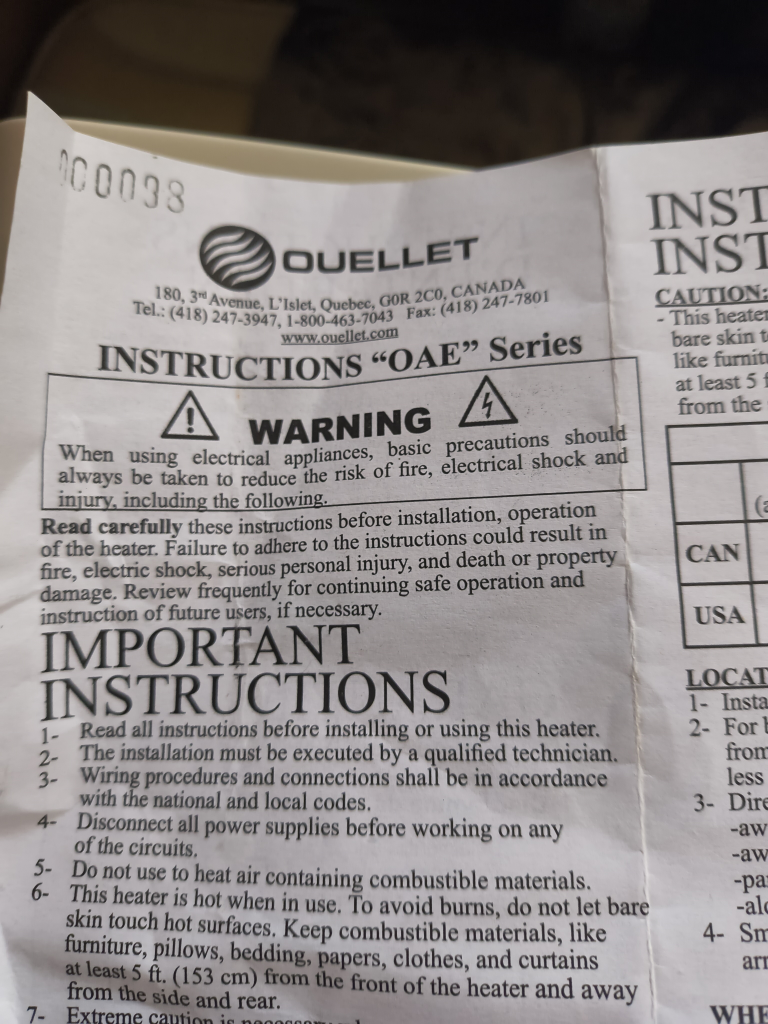 000038
OUELLET
180, 3rd Avenue, L'Islet, Quebec, G0R 2C0, CANADA
Tel.: (418) 247-3947, 1-800-463-7043 Fax: (418) 247-7801
www.ouellet.com
INSTRUCTIONS “OAE” Series
WARNING
When using electrical appliances, basic precautions should
always be taken to reduce the risk of fire, electrical shock and
injury, including the following.
Read carefully these instructions before installation, operation
of the heater. Failure to adhere to the instructions could result in
fire, electric shock, serious personal injury, and death or property
damage. Review frequently for continuing safe operation and
instruction of future users, if necessary.
IMPORTANT
INSTRUCTIONS
1- Read all instructions before installing or using this heater.
2- The installation must be executed by a qualified technician.
3- Wiring procedures and connections shall be in accordance
with the national and local codes.
4- Disconnect all power supplies before working on any
of the circuits.
5- Do not use to heat air containing combustible materials.
6- This heater is hot when in use. To avoid burns, do not let bare
skin touch hot surfaces. Keep combustible materials, like
furniture, pillows, bedding, papers, clothes, and curtains
at least 5 ft. (153 cm) from the front of the heater and away
from the side and rear.
7- Extreme caution is
INST
INST
CAUTION:
- This heater
bare skin t
like furnitu
at least 5 f
from the
(a
CAN
USA
LOCAT
1- Insta
2- For b
from
less
3- Dire
-aw
-aw
-pa
-alo
4- Sm
arr
WHE